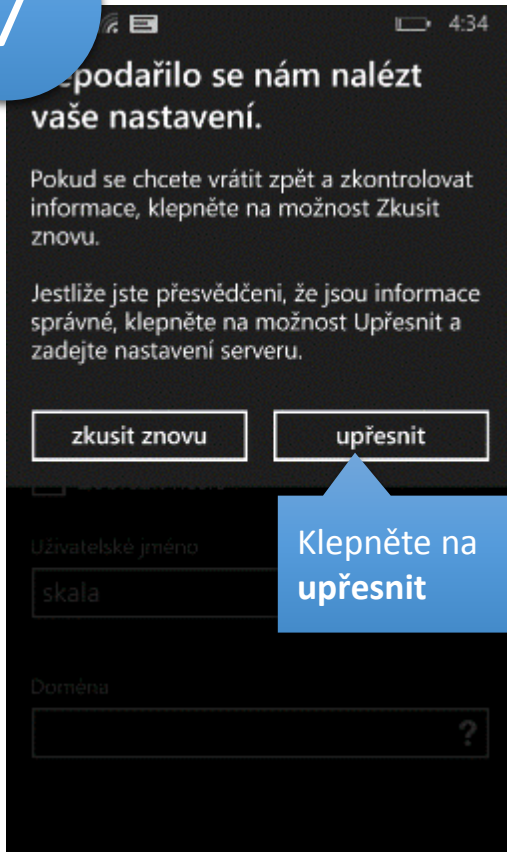 7
4:34
epodařilo se nám nalézt
vaše nastavení.
Pokud se chcete vrátit zpět a zkontrolovat
informace, klepněte na možnost Zkusit
znovu.
Jestliže jste přesvědčeni, že jsou informace
správné, klepněte na možnost Upřesnit a
zadejte nastavení serveru.
zkusit znovu
upřesnit
Klepněte na
upřesnit
Uživatelské jméno
skala
Doména
?